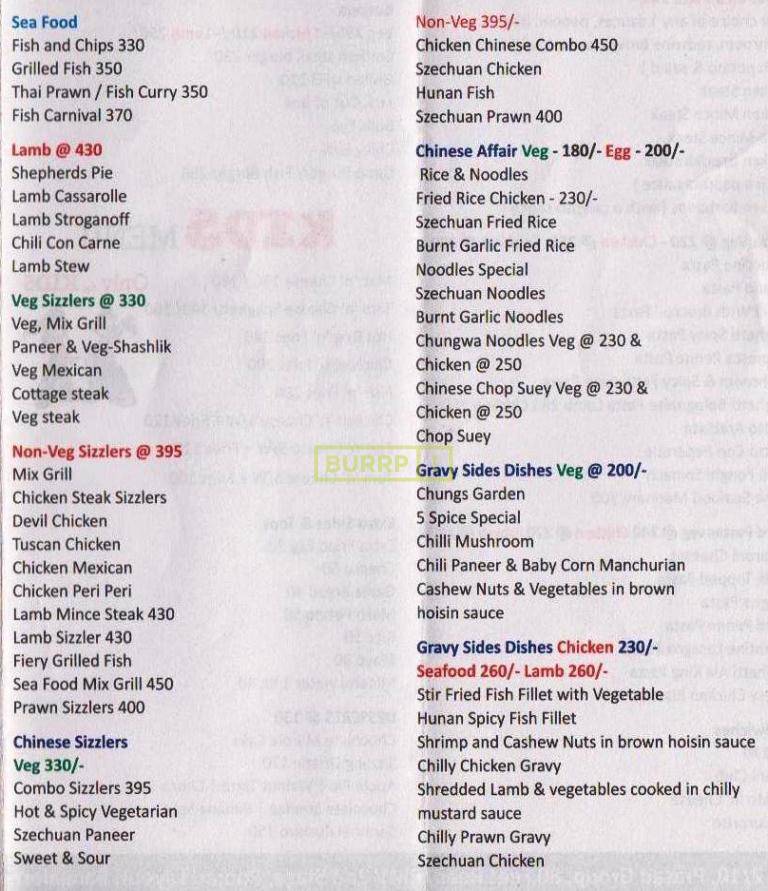 Sea Food
Fish and Chips 330
Grilled Fish 350
Thai Prawn / Fish Curry 350
Fish Carnival 370
Lamb @ 430
Shepherds Pie
Lamb Cassarolle
Lamb Stroganoff
Chili Con Carne
Lamb Stew
Veg Sizzlers @ 330
Veg, Mix Grill
Paneer & Veg-Shashlik
Veg Mexican
Cottage steak
Veg steak
Non-Veg Sizzlers @ 395
Mix Grill
Chicken Steak Sizzlers
Devil Chicken
Tuscan Chicken
Chicken Mexican
Chicken Peri Peri
Lamb Mince Steak 430
Lamb Sizzler 430
Fiery Grilled Fish
Sea Food Mix Grill 450
Prawn Sizzlers 400
Chinese Sizzlers
Veg 330/-
Combo Sizzlers 395
Hot & Spicy Vegetarian
Szechuan Paneer
Sweet & Sour
Non-Veg 395/-
Chicken Chinese Combo 450
Szechuan Chicken
Hunan Fish
Szechuan Prawn 400
Chinese Affair Veg - 180/- Egg - 200/-
Rice & Noodles
Fried Rice Chicken - 230/-
Szechuan Fried Rice
Burnt Garlic Fried Rice
Noodles Special
Szechuan Noodles
Burnt Garlic Noodles
Chungwa Noodles Veg @ 230 &
Chicken @ 250
Chinese Chop Suey Veg @ 230 &
Chicken @ 250
Chop Suey
Gravy Sides Dishes Veg @ 200/-
Chungs Garden
5 Spice Special
Chilli Mushroom
Chili Paneer & Baby Corn Manchurian
Cashew Nuts & Vegetables in brown
hoisin sauce
Gravy Sides Dishes Chicken 230/-
Seafood 260/- Lamb 260/-
Stir Fried Fish Fillet with Vegetable
Hunan Spicy Fish Fillet
Shrimp and Cashew Nuts in brown hoisin sauce
Chilly Chicken Gravy
Shredded Lamb & vegetables cooked in chilly
mustard sauce
Chilly Prawn Gravy
Szechuan Chicken
BURRP